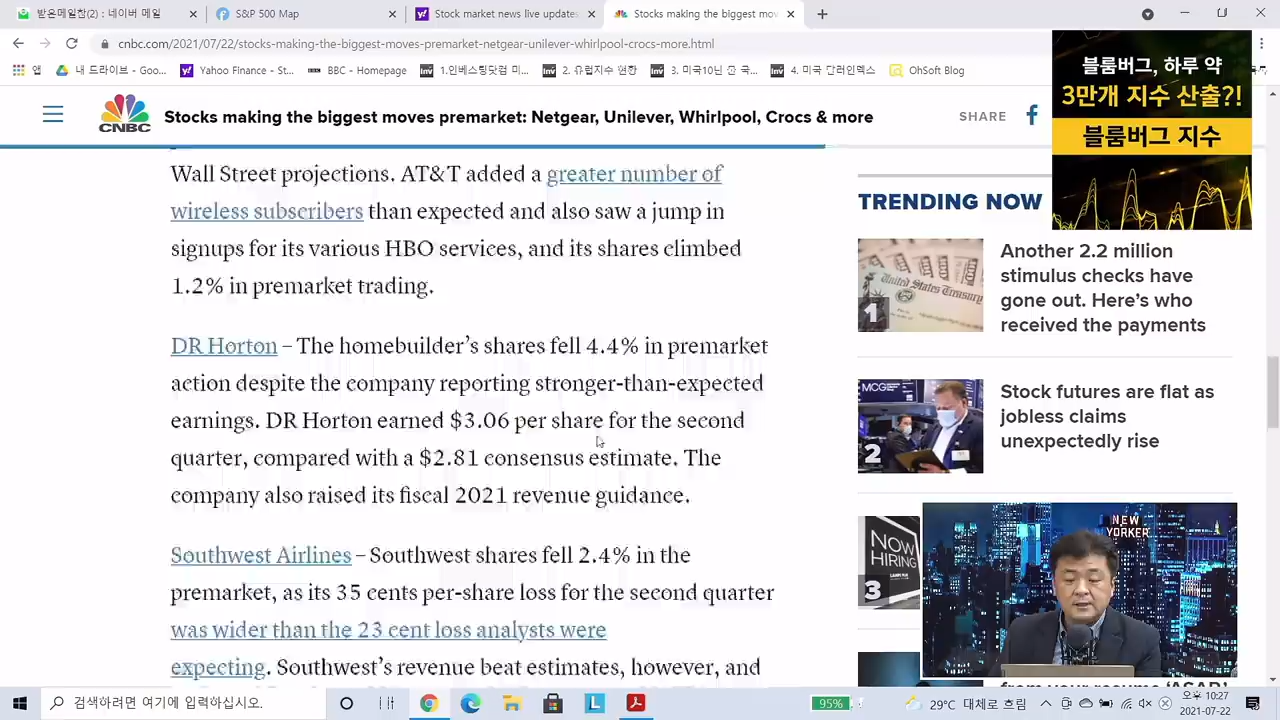 받은메일함(2) : 네이버 메일
S&P 500 Map
Stock market news live updates
Stocks making the biggest mov
cnbc.com/2021/07/22/stocks-making-the-biggest-moves-premarket-netgear-unilever-whirlpool-crocs-more.html
앱
내 드라이브 - Goo...
Yahoo FInance - St...
BBC - Homepage
1.인베스팅닷컴 미...
2. 유럽지수 현황
3. 미국10년 준 국...
4. 미국 달러인덱스
OhSoft Blog
CNBC
Stocks making the biggest moves premarket: Netgear, Unilever, Whirlpool, Crocs & more
SHARE
블룸버그, 하루 약
3만개 지수 산출?!
블룸버그 지수
Wall Street projections. AT&T added a greater number of
wireless subscribers than expected and also saw a jump in
signups for its various HBO services, and its shares climbed
1.2% in premarket trading.
DR Horton – The homebuilder's shares fell 4.4% in premarket
action despite the company reporting stronger-than-expected
earnings. DR Horton earned $3.06 per share for the second
quarter, compared with a $2.81 consensus estimate. The
company also raised its fiscal 2021 revenue guidance.
Southwest Airlines – Southwest shares fell 2.4% in the
premarket, as its 35 cents per-share loss for the second quarter
was wider than the 23 cent loss analysts were
expecting. Southwest's revenue beat estimates, however, and
TRENDING NOW
United States Treasury
1
Another 2.2 million
stimulus checks have
gone out. Here's who
received the payments
MCG
2
Stock futures are flat as
jobless claims
unexpectedly rise
NOW
HIRING
3
NEW
YORKER
from your resume 'ASAP'
검색하려면 여기에 입력하십시오.
95%
29°C 대체로 흐림
오후 10:27
2021-07-22